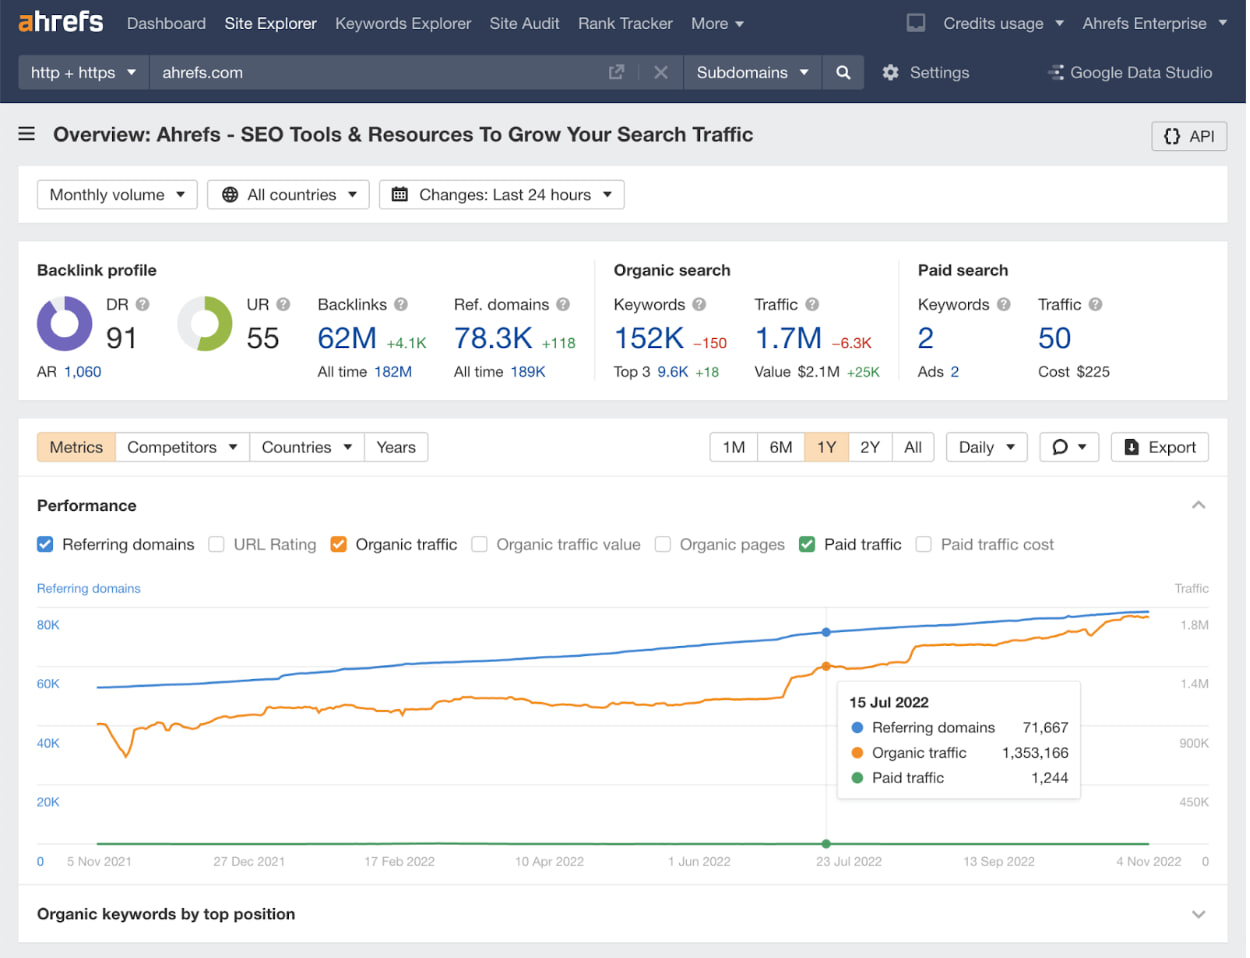 ahrefs Dashboard Site Explorer Keywords Explorer Site Audit Rank Tracker More Credits usage Ahrefs Enterprise
http + https ahrefs.com Subdomains Settings Google Data Studio
Overview: Ahrefs - SEO Tools & Resources To Grow Your Search Traffic API
Monthly volume All countries Changes: Last 24 hours
Backlink profile Organic search Paid search
DR ? UR ? Backlinks ? Ref. domains ? Keywords ? Traffic ? Keywords ? Traffic ?
91 55 62M +4.1K 78.3K +118 152K –150 1.7M –6.3K 2 50
AR 1,060 All time 182M All time 189K Top 3 9.6K +18 Value $2.1M +25K Ads 2 Cost $225
Metrics Competitors Countries Years 1M 6M 1Y 2Y All Daily Export
Performance
Referring domains URL Rating Organic traffic Organic traffic value Organic pages Paid traffic Paid traffic cost
Referring domains Traffic
80K 1.8M
60K 1.4M
15 Jul 2022
Referring domains 71,667
40K 900K
Organic traffic 1,353,166
Paid traffic 1,244
20K 450K
0 5 Nov 2021 27 Dec 2021 17 Feb 2022 10 Apr 2022 1 Jun 2022 23 Jul 2022 13 Sep 2022 4 Nov 2022 0
Organic keywords by top position